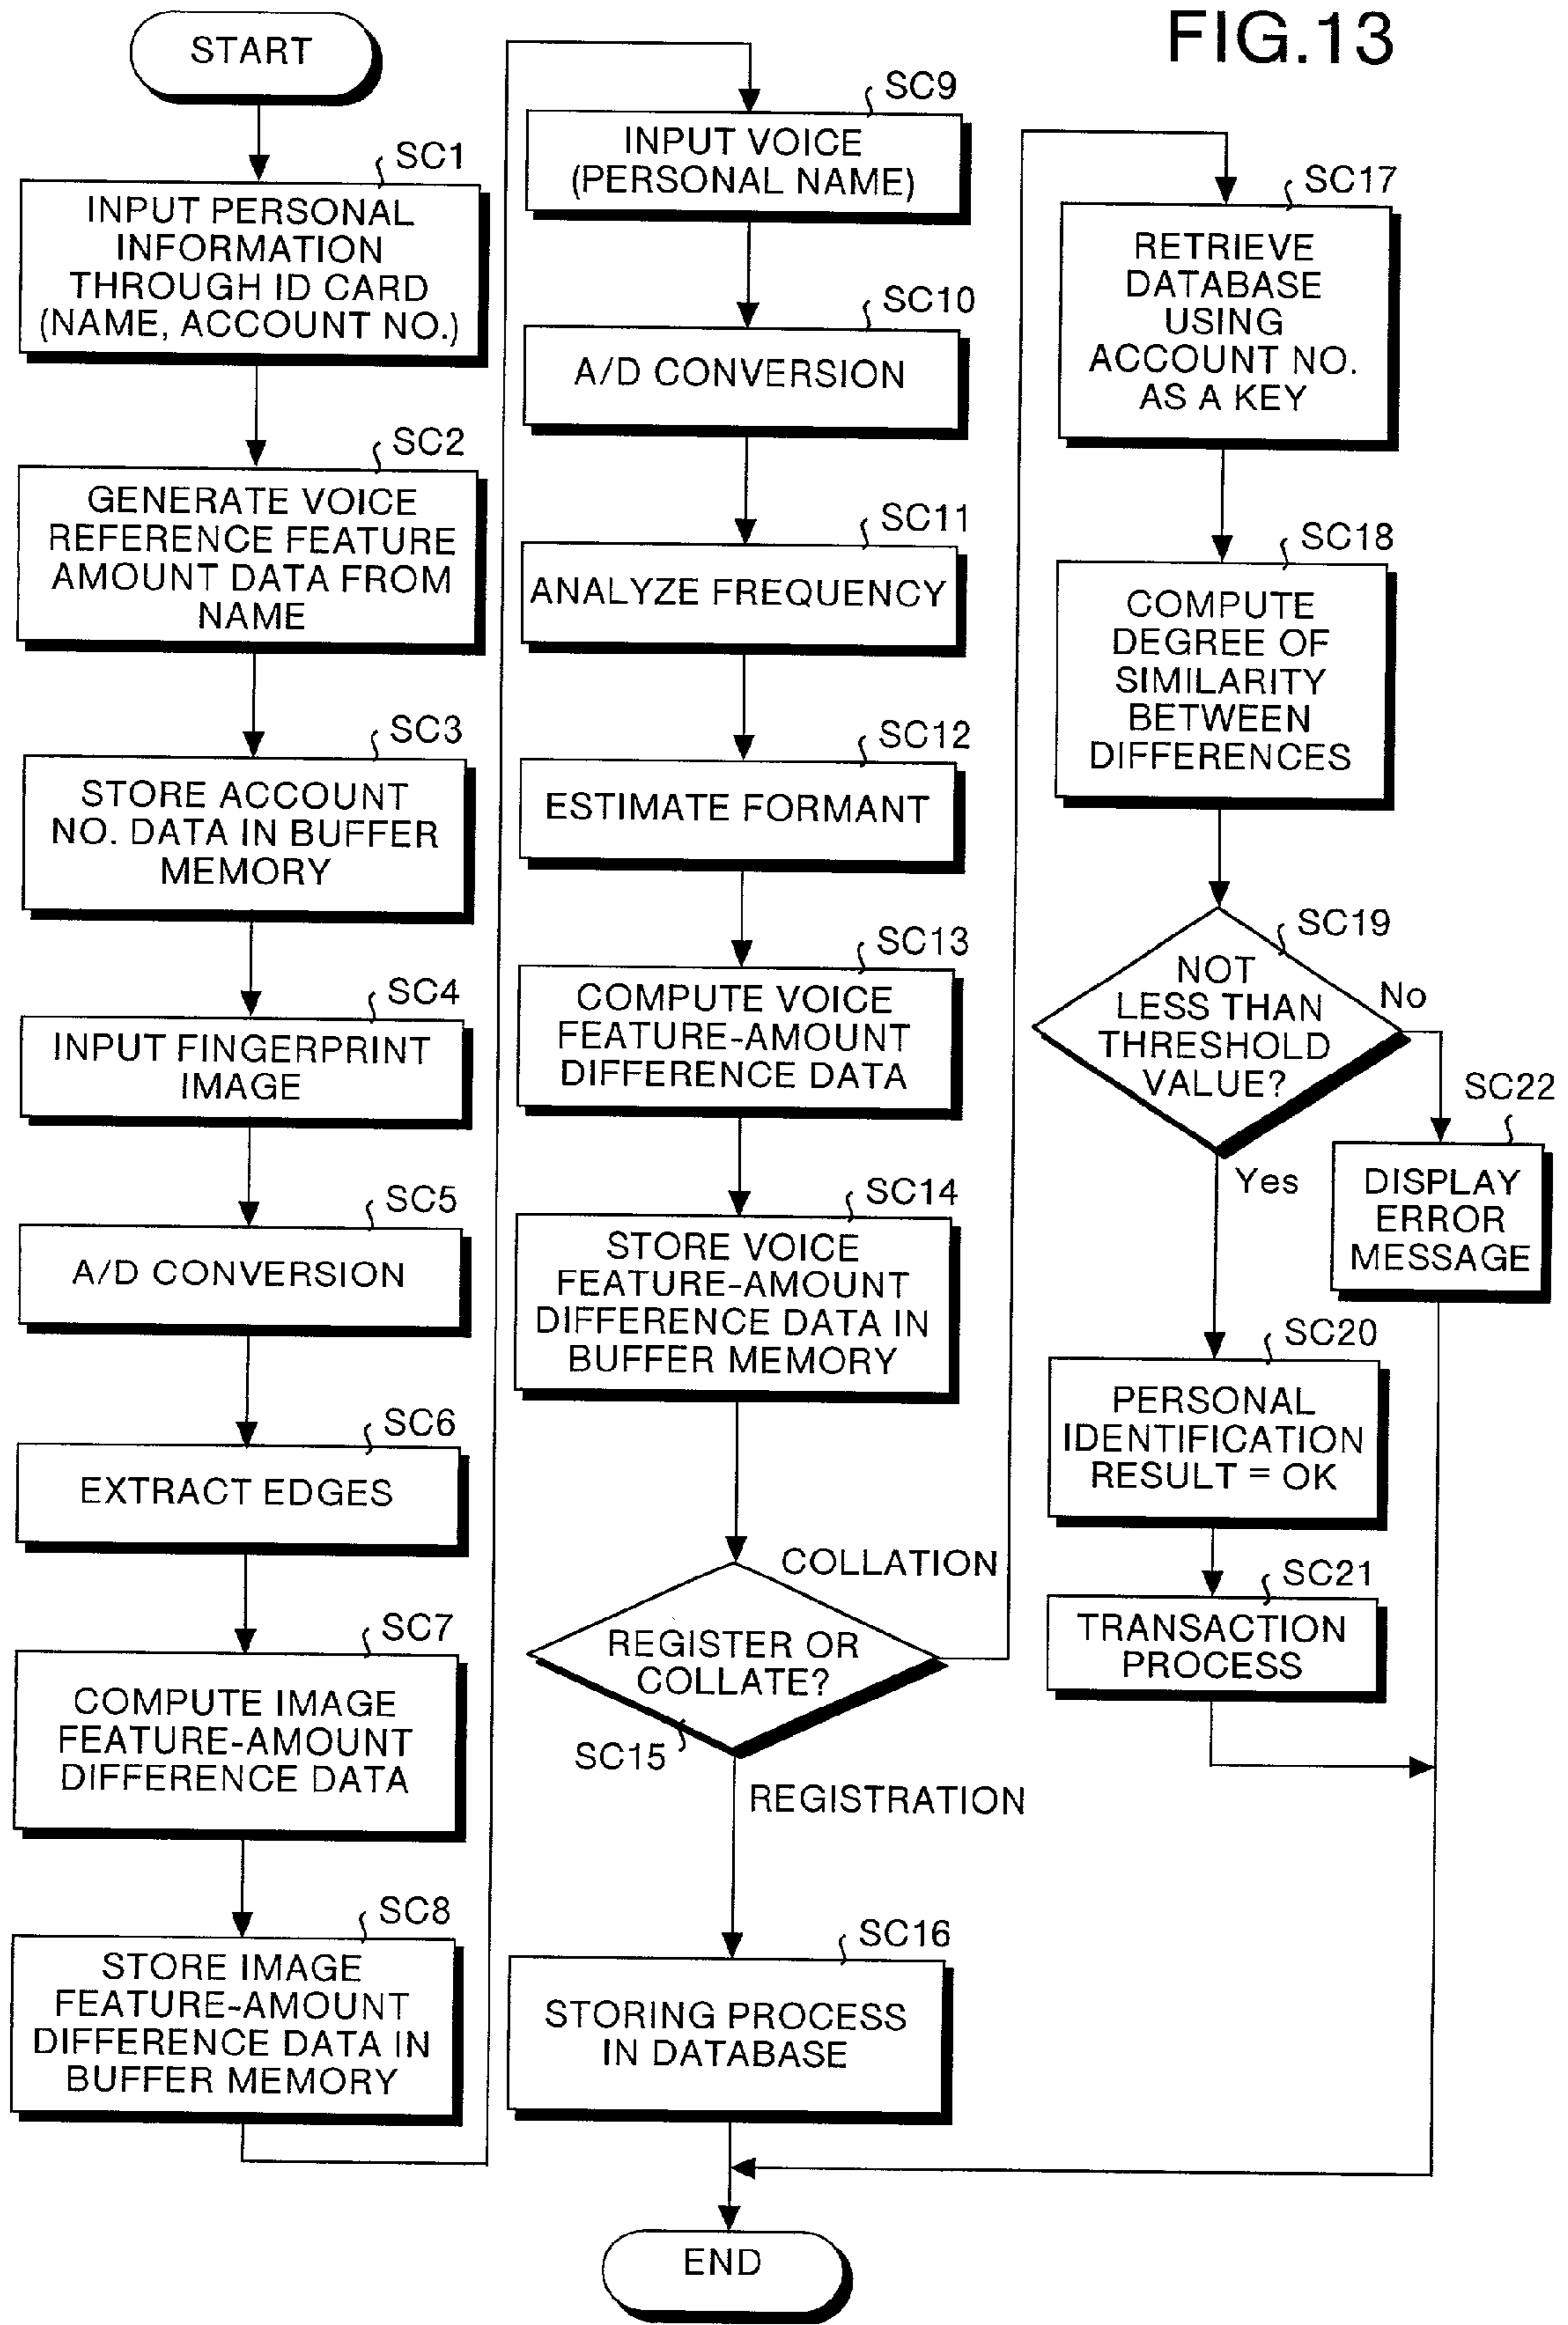 FIG.13
START
SC1
INPUT PERSONAL
INFORMATION
THROUGH ID CARD
(NAME, ACCOUNT NO.)
SC2
GENERATE VOICE
REFERENCE FEATURE
AMOUNT DATA FROM
NAME
SC3
STORE ACCOUNT
NO. DATA IN BUFFER
MEMORY
SC4
INPUT FINGERPRINT
IMAGE
SC5
A/D CONVERSION
SC6
EXTRACT EDGES
SC7
COMPUTE IMAGE
FEATURE-AMOUNT
DIFFERENCE DATA
SC8
STORE IMAGE
FEATURE-AMOUNT
DIFFERENCE DATA IN
BUFFER MEMORY
SC9
INPUT VOICE
(PERSONAL NAME)
SC10
A/D CONVERSION
SC11
ANALYZE FREQUENCY
SC12
ESTIMATE FORMANT
SC13
COMPUTE VOICE
FEATURE-AMOUNT
DIFFERENCE DATA
SC14
STORE VOICE
FEATURE-AMOUNT
DIFFERENCE DATA IN
BUFFER MEMORY
COLLATION
REGISTER OR
COLLATE?
SC15
REGISTRATION
SC16
STORING PROCESS
IN DATABASE
END
SC17
RETRIEVE
DATABASE
USING
ACCOUNT NO.
AS A KEY
SC18
COMPUTE
DEGREE OF
SIMILARITY
BETWEEN
DIFFERENCES
SC19
NOT
LESS THAN
THRESHOLD
VALUE?
No
Yes
SC22
DISPLAY
ERROR
MESSAGE
SC20
PERSONAL
IDENTIFICATION
RESULT = OK
SC21
TRANSACTION
PROCESS